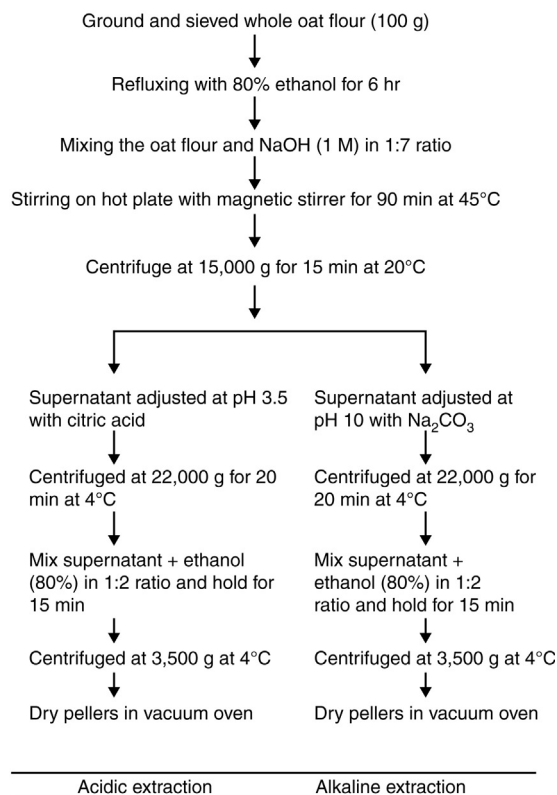 Ground and sieved whole oat flour (100 g)
Refluxing with 80% ethanol for 6 hr
Mixing the oat flour and NaOH (1 M) in 1:7 ratio
Stirring on hot plate with magnetic stirrer for 90 min at 45°C
Centrifuge at 15,000 g for 15 min at 20°C
Supernatant adjusted at pH 3.5
with citric acid
Centrifuged at 22,000 g for 20
min at 4°C
Mix supernatant + ethanol
(80%) in 1:2 ratio and hold for
15 min
Centrifuged at 3,500 g at 4°C
Dry pellers in vacuum oven
Acidic extraction
Supernatant adjusted at
pH 10 with Na₂CO₃
Centrifuged at 22,000 g for
20 min at 4°C
Mix supernatant +
ethanol (80%) in 1:2
ratio and hold for 15 min
Centrifuged at 3,500 g at 4°C
Dry pellers in vacuum oven
Alkaline extraction